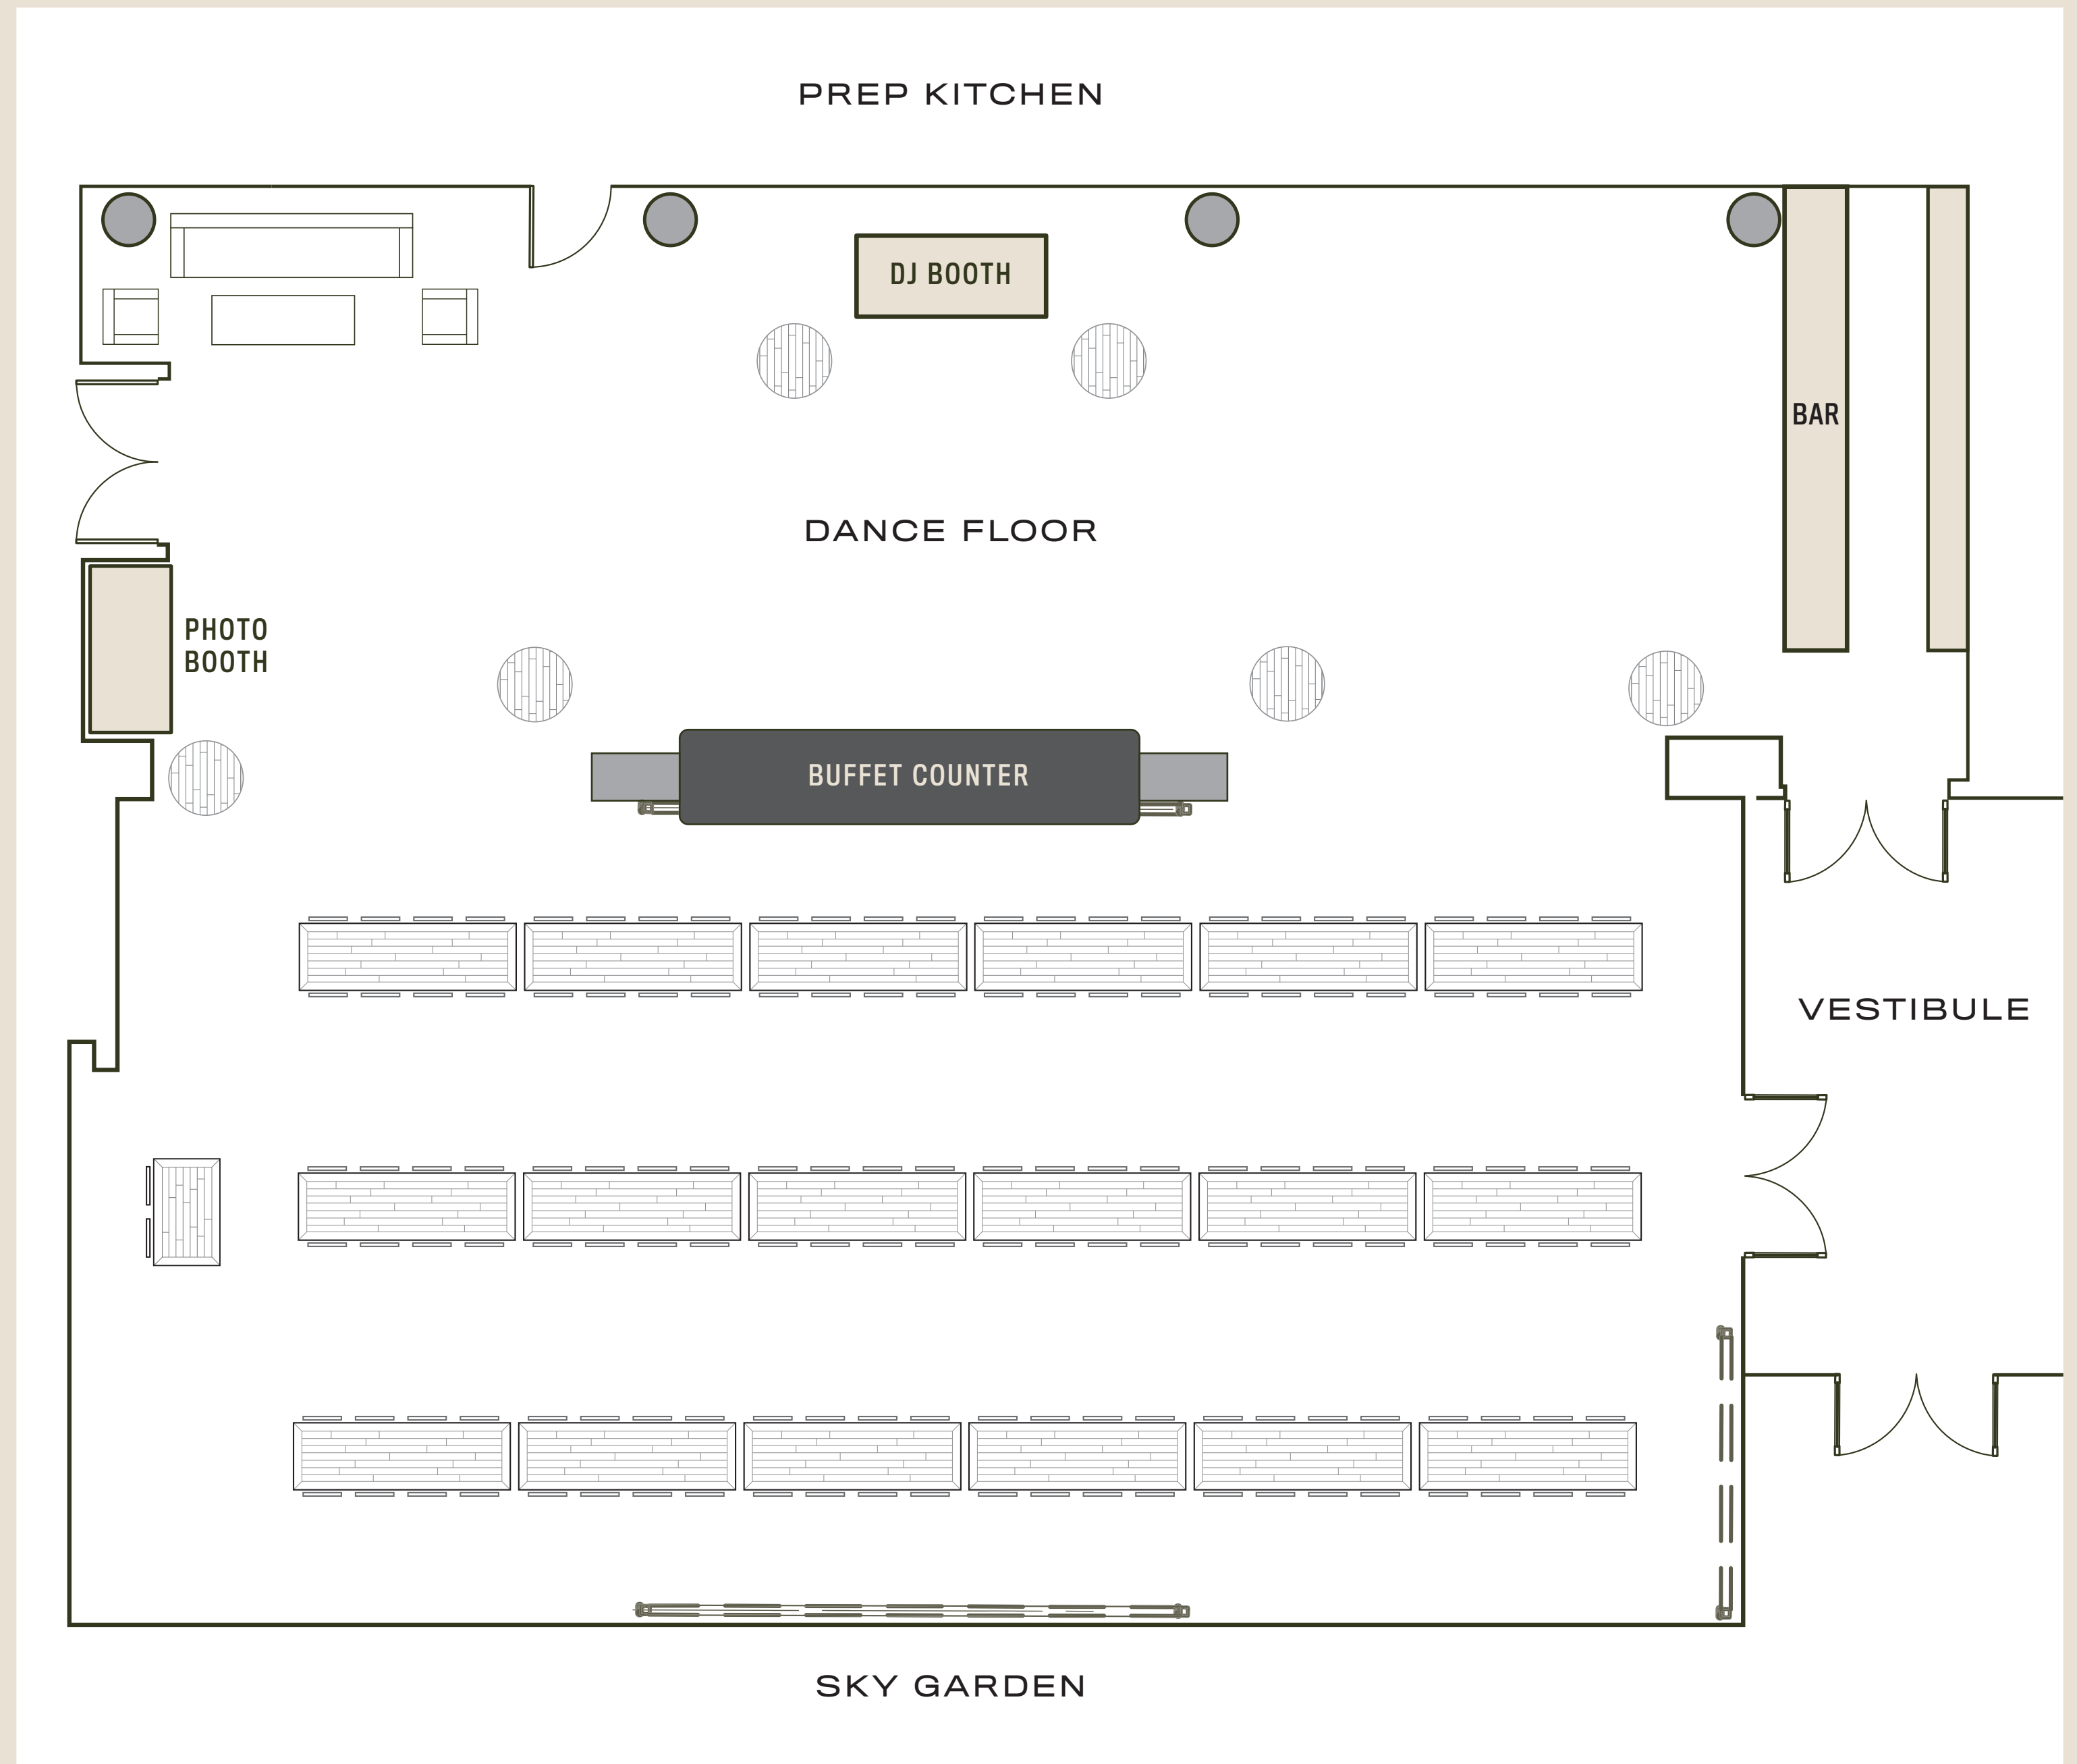 PREP KITCHEN
DJ BOOTH
BAR
DANCE FLOOR
PHOTO
BOOTH
BUFFET COUNTER
VESTIBULE
SKY GARDEN